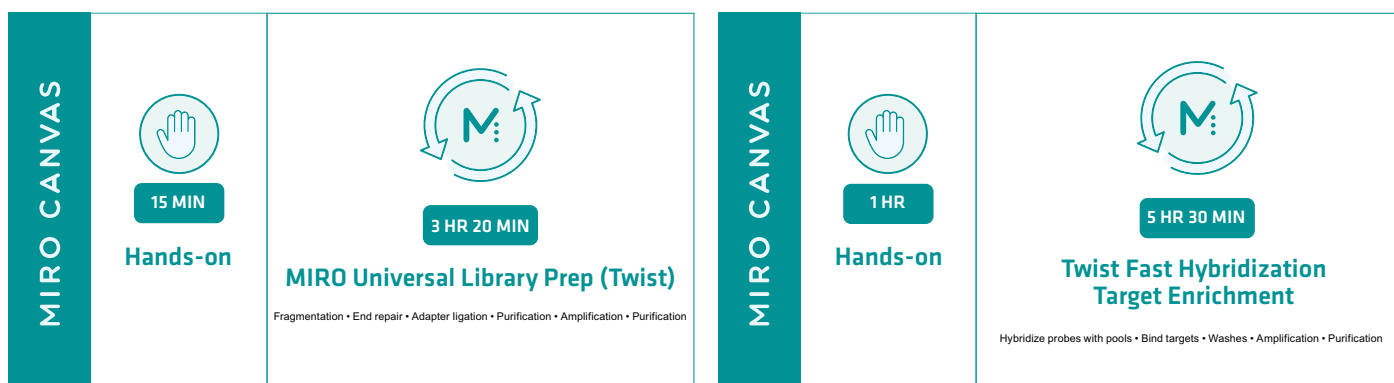 MIRO CANVAS
15 MIN
Hands-on
M
3 HR 20 MIN
MIRO Universal Library Prep (Twist)
Fragmentation • End repair • Adapter ligation • Purification • Amplification • Purification
MIRO CANVAS
1 HR
Hands-on
M
5 HR 30 MIN
Twist Fast Hybridization
Target Enrichment
Hybridize probes with pools • Bind targets • Washes • Amplification • Purification